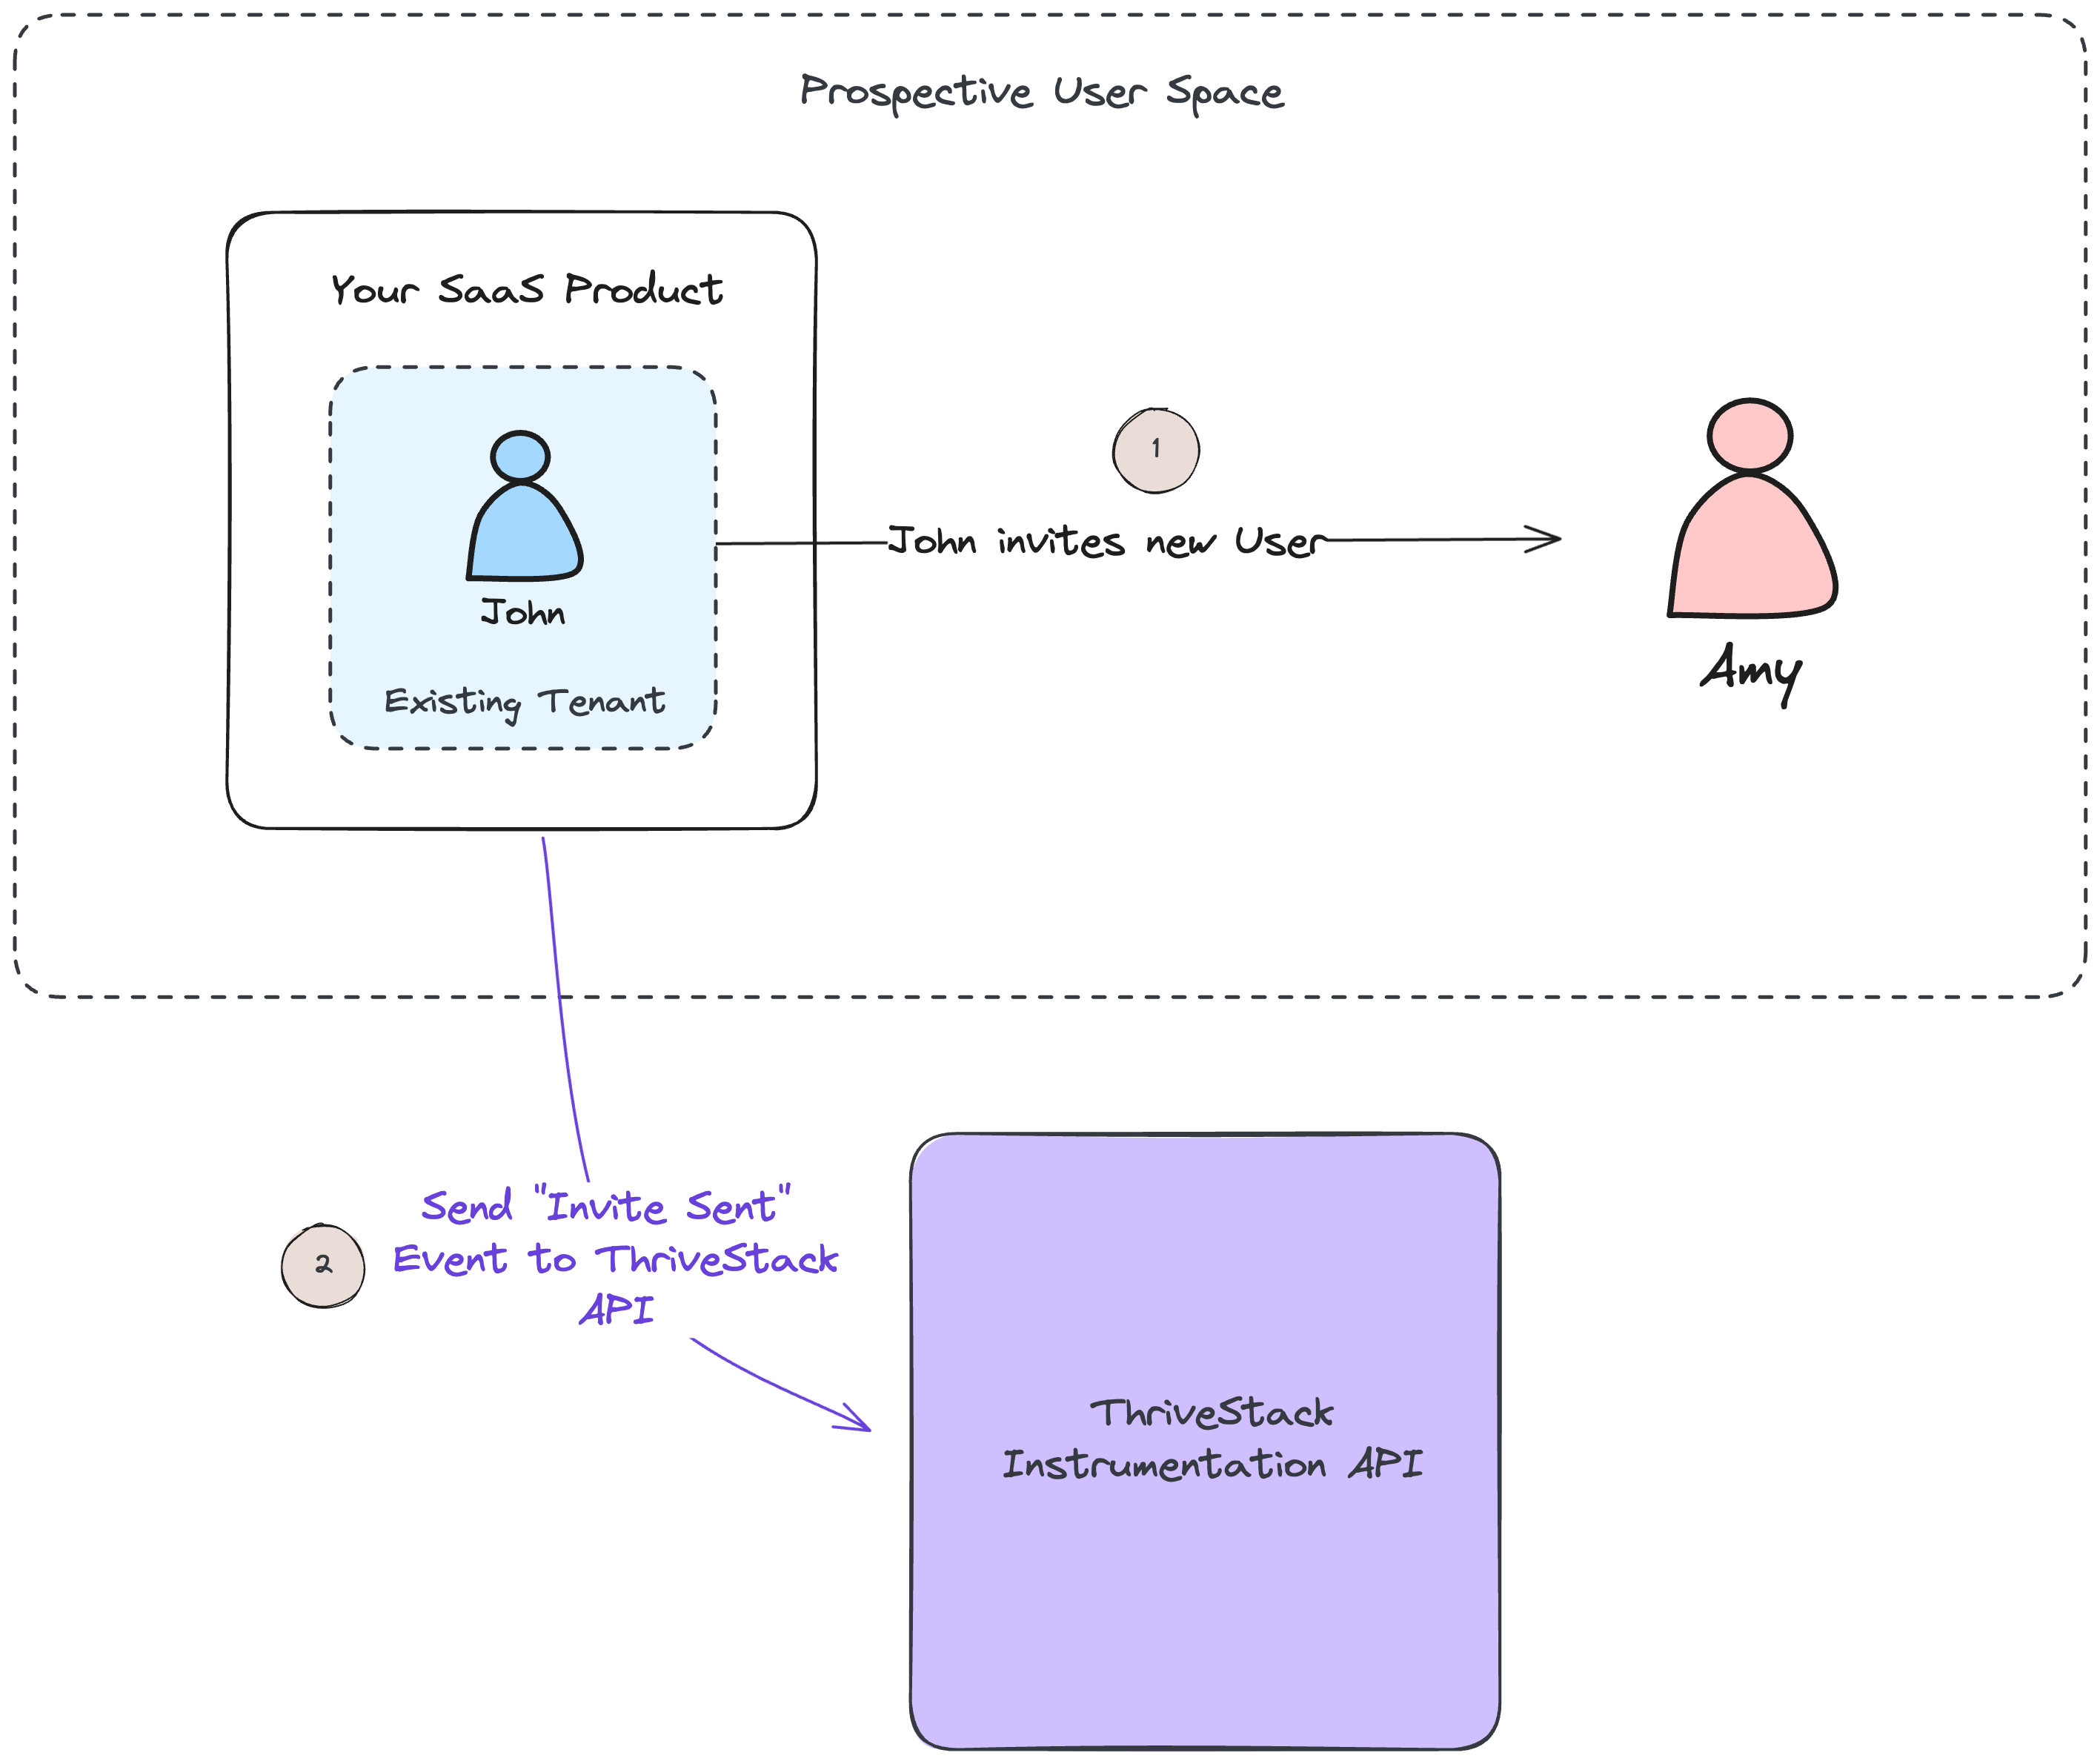 Prospective User Space
Your SaaS Product
1
John invites new User
John
Amy
Existing Tenant
Send "Invite Sent"
Event to ThriveStack
API
2
ThriveStack
Instrumentation API